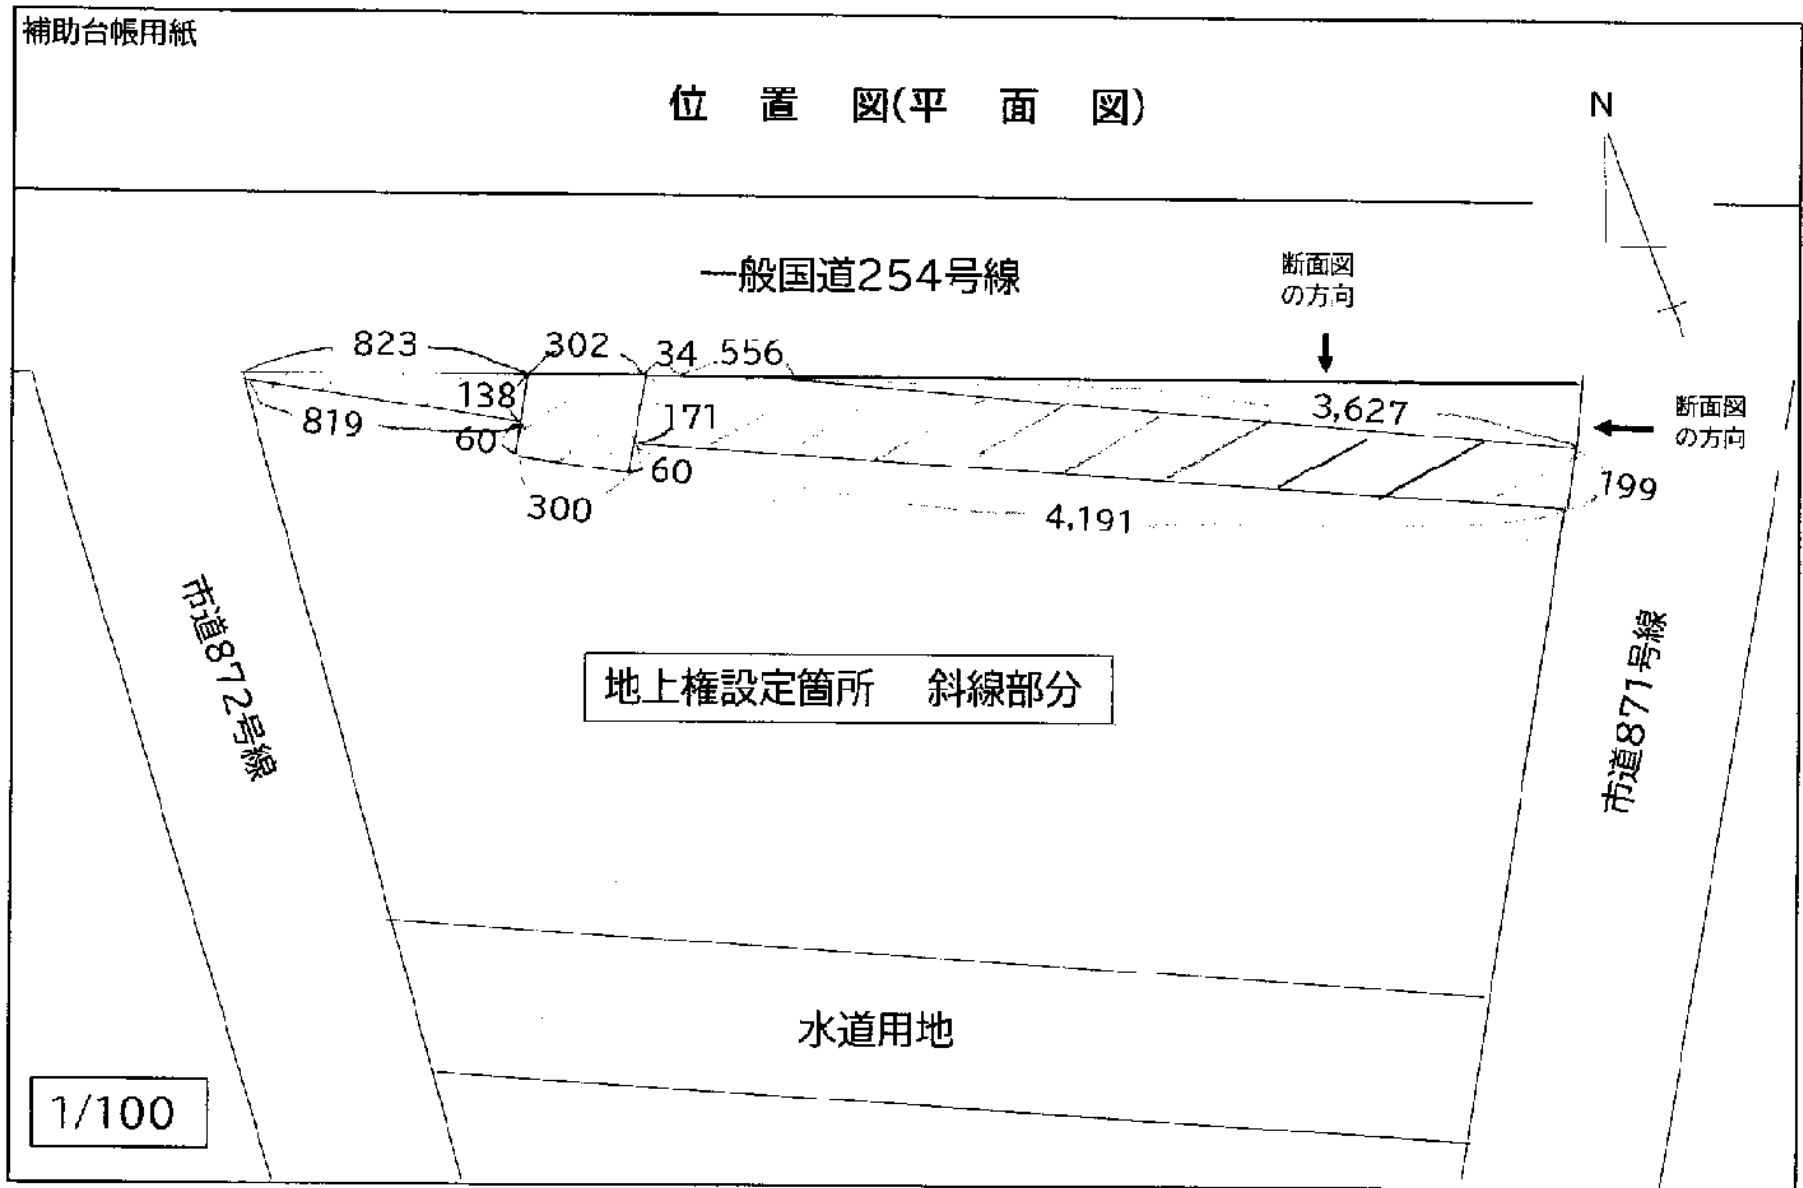 補助台帳用紙
位置図(平面図)
N
一般国道254号線
断面図
の方向
823
302
34
556
138
819
60
171
60
300
3,627
断面図
の方向
199
4,191
市道872号線
地上権設定箇所 斜線部分
市道871号線
水道用地
1/100